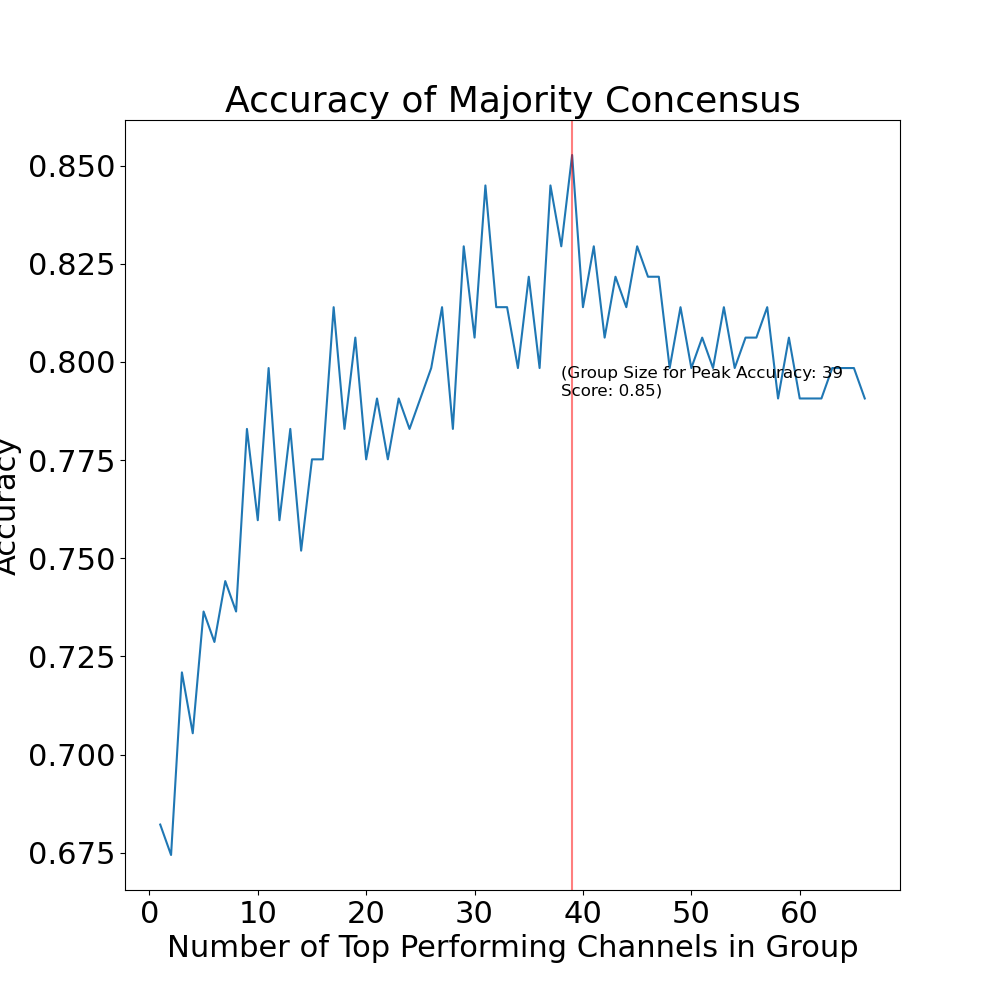 Accuracy of Majority Concensus
0.850
0.825
0.800
0.775
0.750
0.725
0.700
0.675
Accuracy
(Group Size for Peak Accuracy: 39
Score: 0.85)
0 10 20 30 40 50 60
Number of Top Performing Channels in Group